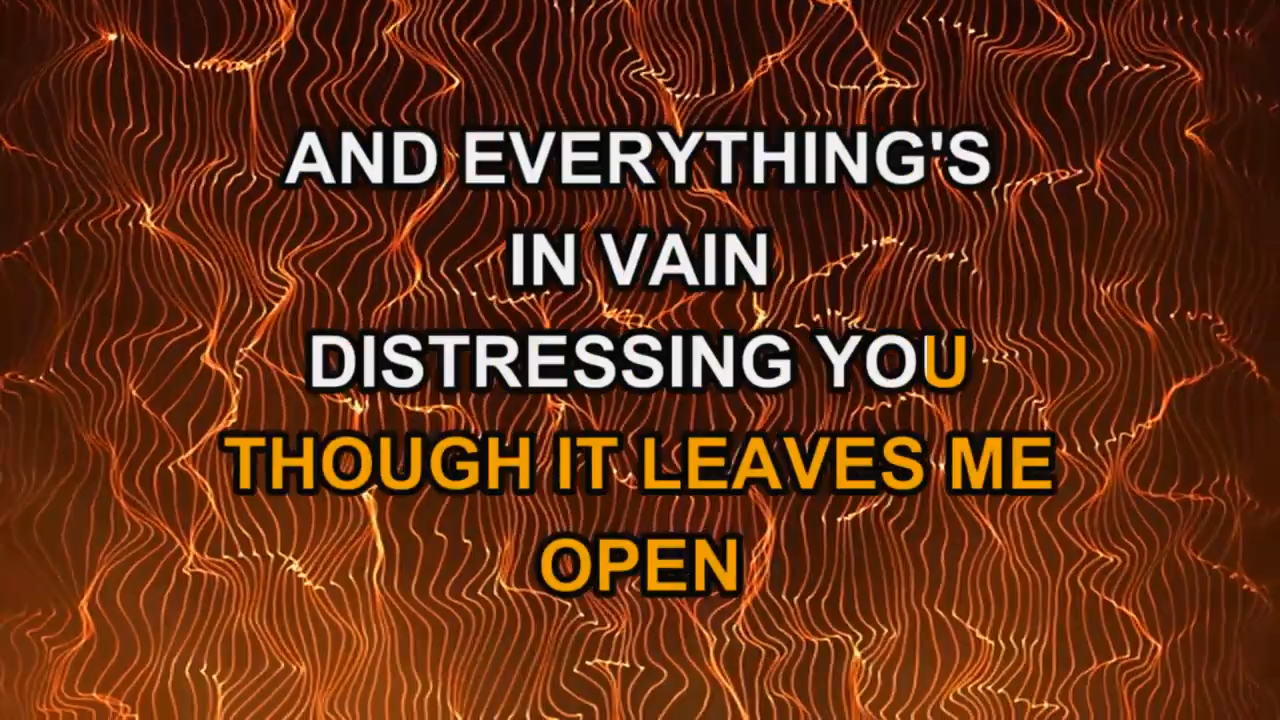 AND EVERYTHING'S
IN VAIN
DISTRESSING YOU
THOUGH IT LEAVES ME
OPEN